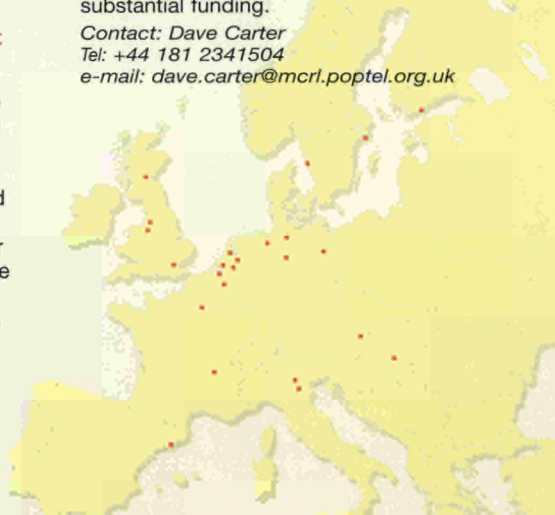 substantial funding.
Contact: Dave Carter
Tel: +44 181 2341504
e-mail: dave.carter@mcrl.poptel.org.uk
d
r
e